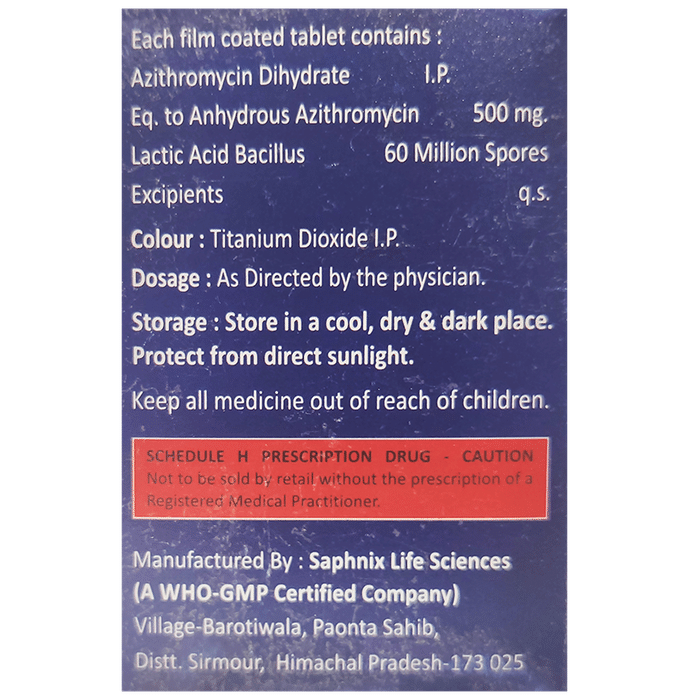 Each film coated tablet contains :
Azithromycin Dihydrate I.P.
Eq. to Anhydrous Azithromycin 500 mg.
Lactic Acid Bacillus 60 Million Spores
Excipients q.s.
Colour : Titanium Dioxide I.P.
Dosage : As Directed by the physician.
Storage : Store in a cool, dry & dark place.
Protect from direct sunlight.
Keep all medicine out of reach of children.
SCHEDULE H PRESCRIPTION DRUG - CAUTION
Not to be sold by retail without the prescription of a
Registered Medical Practitioner.
Manufactured By : Saphnix Life Sciences
(A WHO-GMP Certified Company)
Village-Barotiwala, Paonta Sahib,
Distt. Sirmour, Himachal Pradesh-173 025